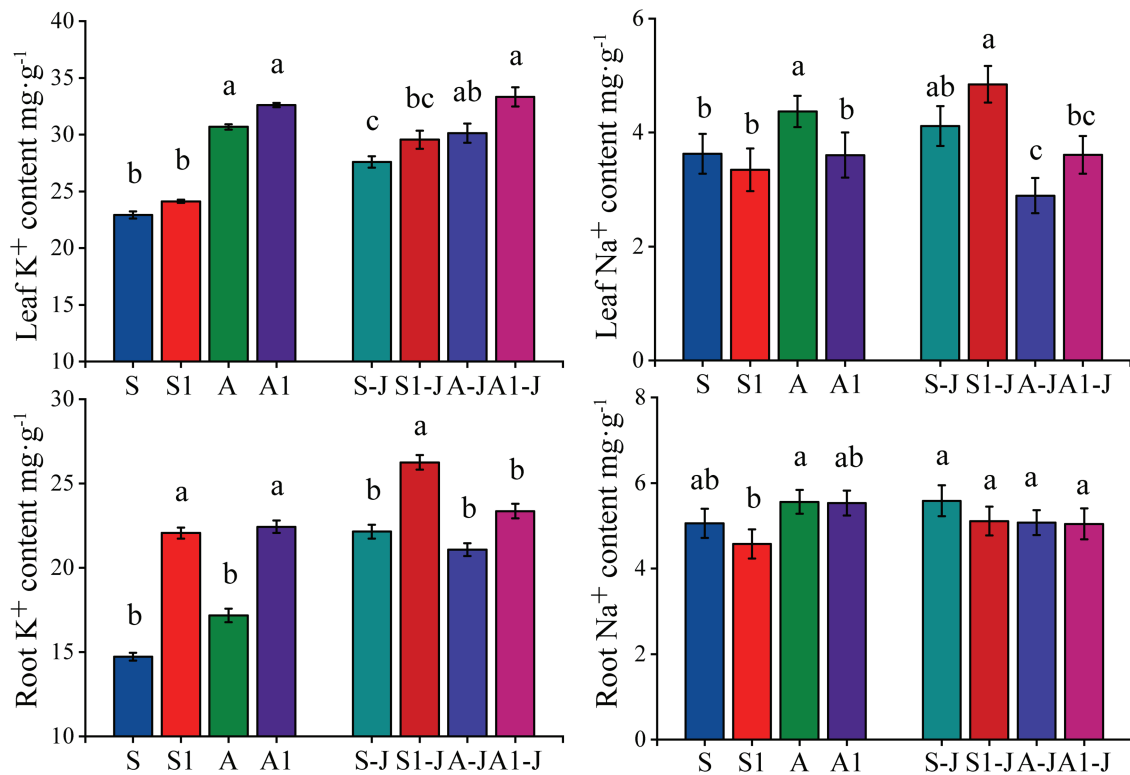 Leaf K⁺ content mg·g⁻¹
40
35
30
25
20
15
10
b
b
a
a
c
bc
ab
a
S S1 A A1 S-J S1-J A-J A1-J
Leaf Na⁺ content mg·g⁻¹
6
4
2
0
b
b
a
b
ab
a
c
bc
S S1 A A1 S-J S1-J A-J A1-J
Root K⁺ content mg·g⁻¹
30
25
20
15
10
b
a
b
a
b
a
b
b
S S1 A A1 S-J S1-J A-J A1-J
Root Na⁺ content mg·g⁻¹
8
6
4
2
0
ab
b
a
ab
a
a
a
a
S S1 A A1 S-J S1-J A-J A1-J